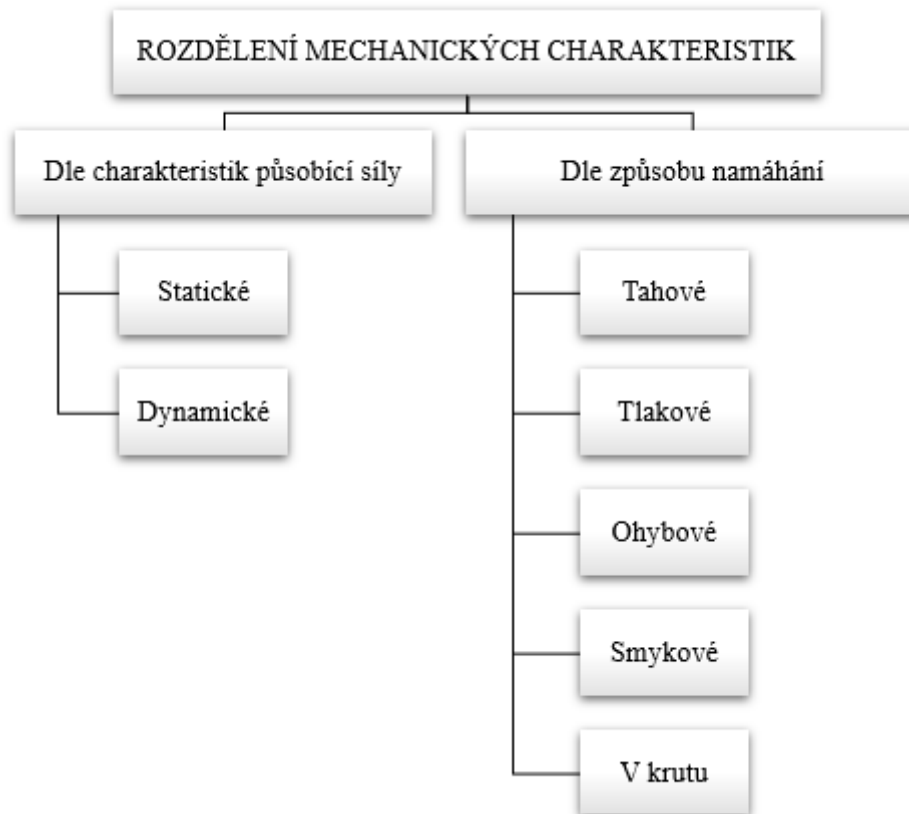 ROZDĚLENÍ MECHANICKÝCH CHARAKTERISTIK
Dle charakteristik působící síly
Dle způsobu namáhání
Statické
Dynamické
Tahové
Tlakové
Ohybové
Smykové
V krutu